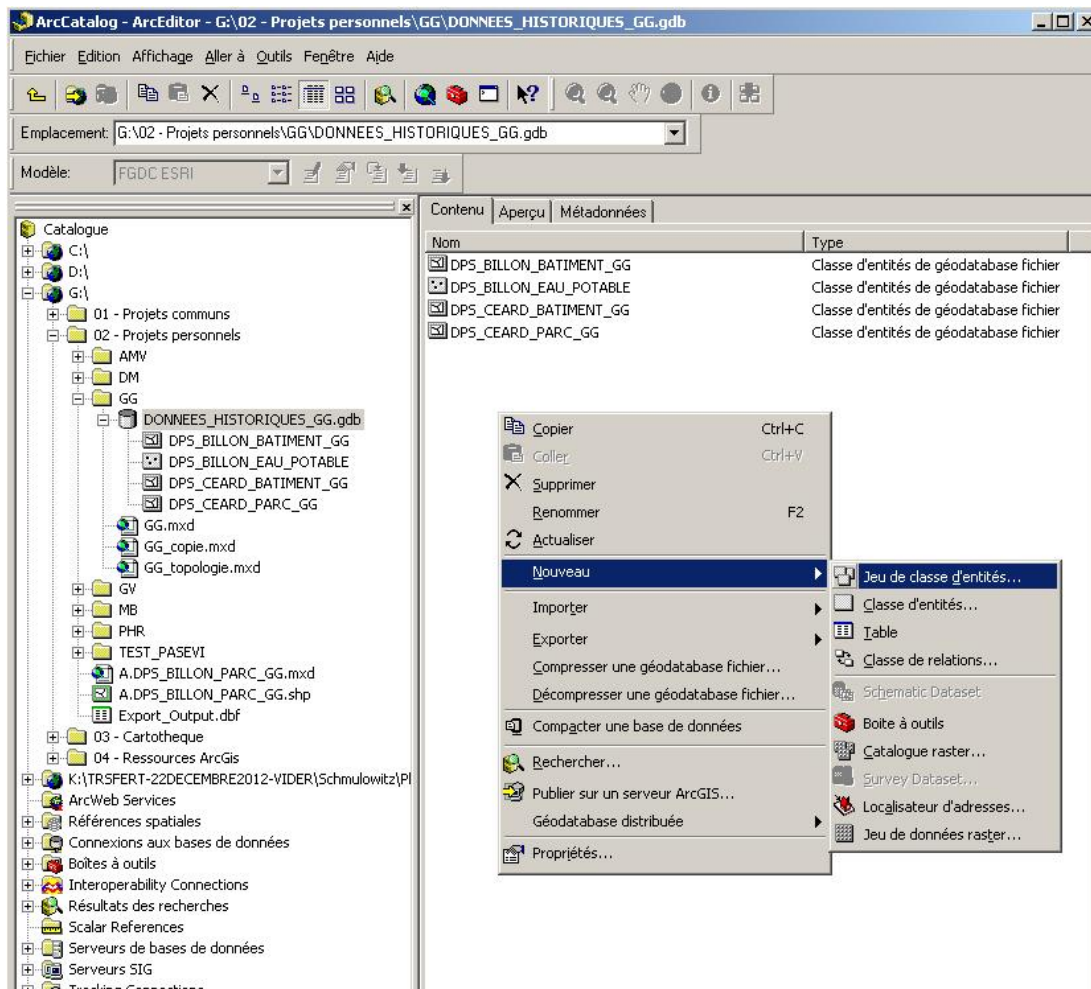 ArcCatalog - ArcEditor - G:\02 - Projets personnels\GG\DONNEES_HISTORIQUES_GG.gdb
Fichier Edition Affichage Aller à Outils Fenêtre Aide
Emplacement: G:\02 - Projets personnels\GG\DONNEES_HISTORIQUES_GG.gdb
Modèle: FGDC ESRI
Catalogue
C:\
D:\
G:\
01 - Projets communs
02 - Projets personnels
AMV
DM
GG
DONNEES_HISTORIQUES_GG.gdb
DPS_BILLON_BATIMENT_GG
DPS_BILLON_EAU_POTABLE
DPS_CEARD_BATIMENT_GG
DPS_CEARD_PARC_GG
GG.mxd
GG_copie.mxd
GG_topologie.mxd
GV
MB
PHR
TEST_PASEVI
A.DPS_BILLON_PARC_GG.mxd
A.DPS_BILLON_PARC_GG.shp
Export_Output.dbf
03 - Cartotheque
04 - Ressources ArcGis
K:\TRSFERT-22DECEMBRE2012-VIDER\Schmulowitz\Pl
ArcWeb Services
Références spatiales
Connexions aux bases de données
Boîtes à outils
Interoperability Connections
Résultats des recherches
Scalar References
Serveurs de bases de données
Serveurs SIG
Tracking Connections
Contenu Aperçu Métadonnées
Nom Type
DPS_BILLON_BATIMENT_GG Classe d'entités de géodatabase fichier
DPS_BILLON_EAU_POTABLE Classe d'entités de géodatabase fichier
DPS_CEARD_BATIMENT_GG Classe d'entités de géodatabase fichier
DPS_CEARD_PARC_GG Classe d'entités de géodatabase fichier
Copier Ctrl+C
Coller Ctrl+V
Supprimer
Renommer F2
Actualiser
Nouveau
Importer
Exporter
Compresser une géodatabase fichier...
Décompresser une géodatabase fichier...
Compacter une base de données
Rechercher...
Publier sur un serveur ArcGIS...
Géodatabase distribuée
Propriétés...
Jeu de classe d'entités...
Classe d'entités...
Table
Classe de relations...
Schematic Dataset
Boite à outils
Catalogue raster...
Survey Dataset...
Localisateur d'adresses...
Jeu de données raster...